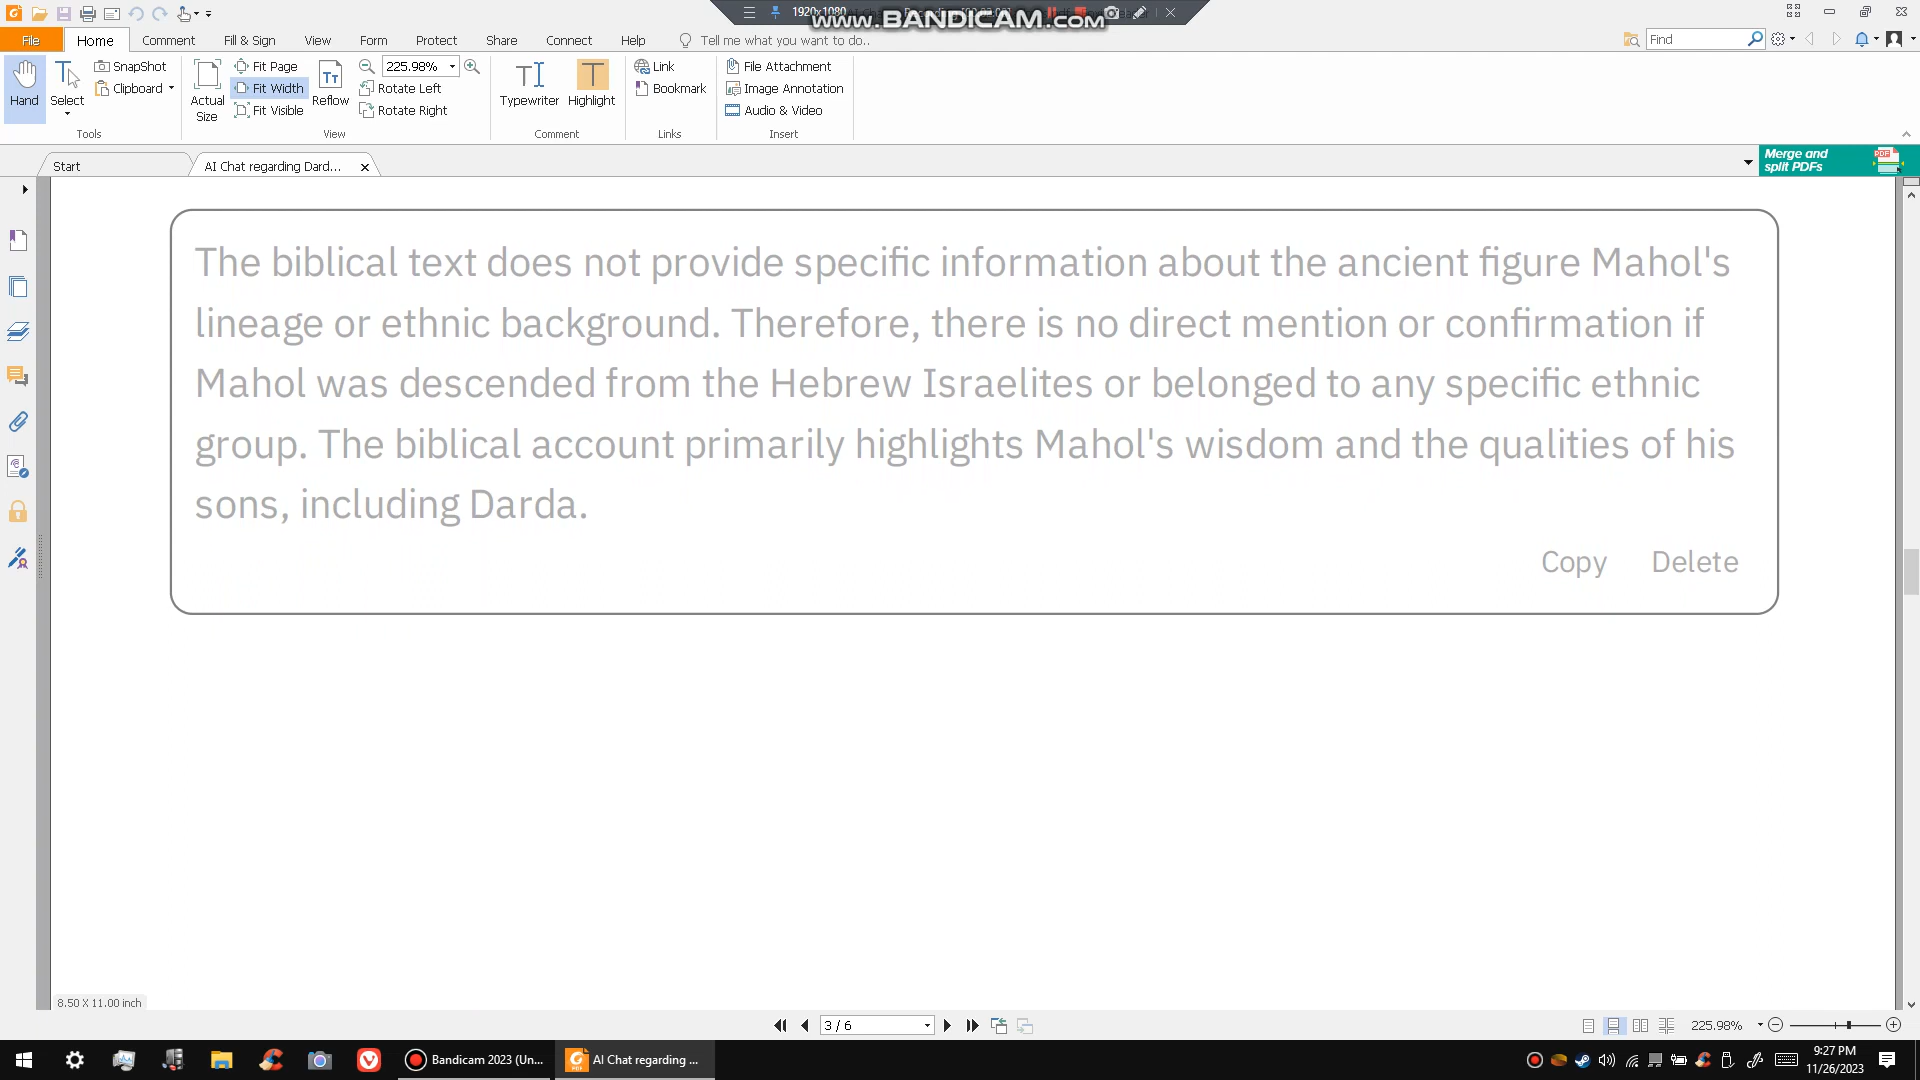 1920x1080
www.BANDICAM.com
File Home Comment Fill & Sign View Form Protect Share Connect Help Tell me what you want to do.. Find
Hand Select SnapShot Clipboard
Actual Size Fit Page Fit Width Fit Visible Reflow 225.98% Rotate Left Rotate Right
Typewriter Highlight
Link Bookmark
File Attachment Image Annotation Audio & Video
Tools View Comment Links Insert
Start AI Chat regarding Dard... Merge and
split PDFs
The biblical text does not provide specific information about the ancient figure Mahol's
lineage or ethnic background. Therefore, there is no direct mention or confirmation if
Mahol was descended from the Hebrew Israelites or belonged to any specific ethnic
group. The biblical account primarily highlights Mahol's wisdom and the qualities of his
sons, including Darda.
Copy Delete
8.50 X 11.00 inch
3 / 6 225.98%
Bandicam 2023 (Un... AI Chat regarding ... 9:27 PM
11/26/2023